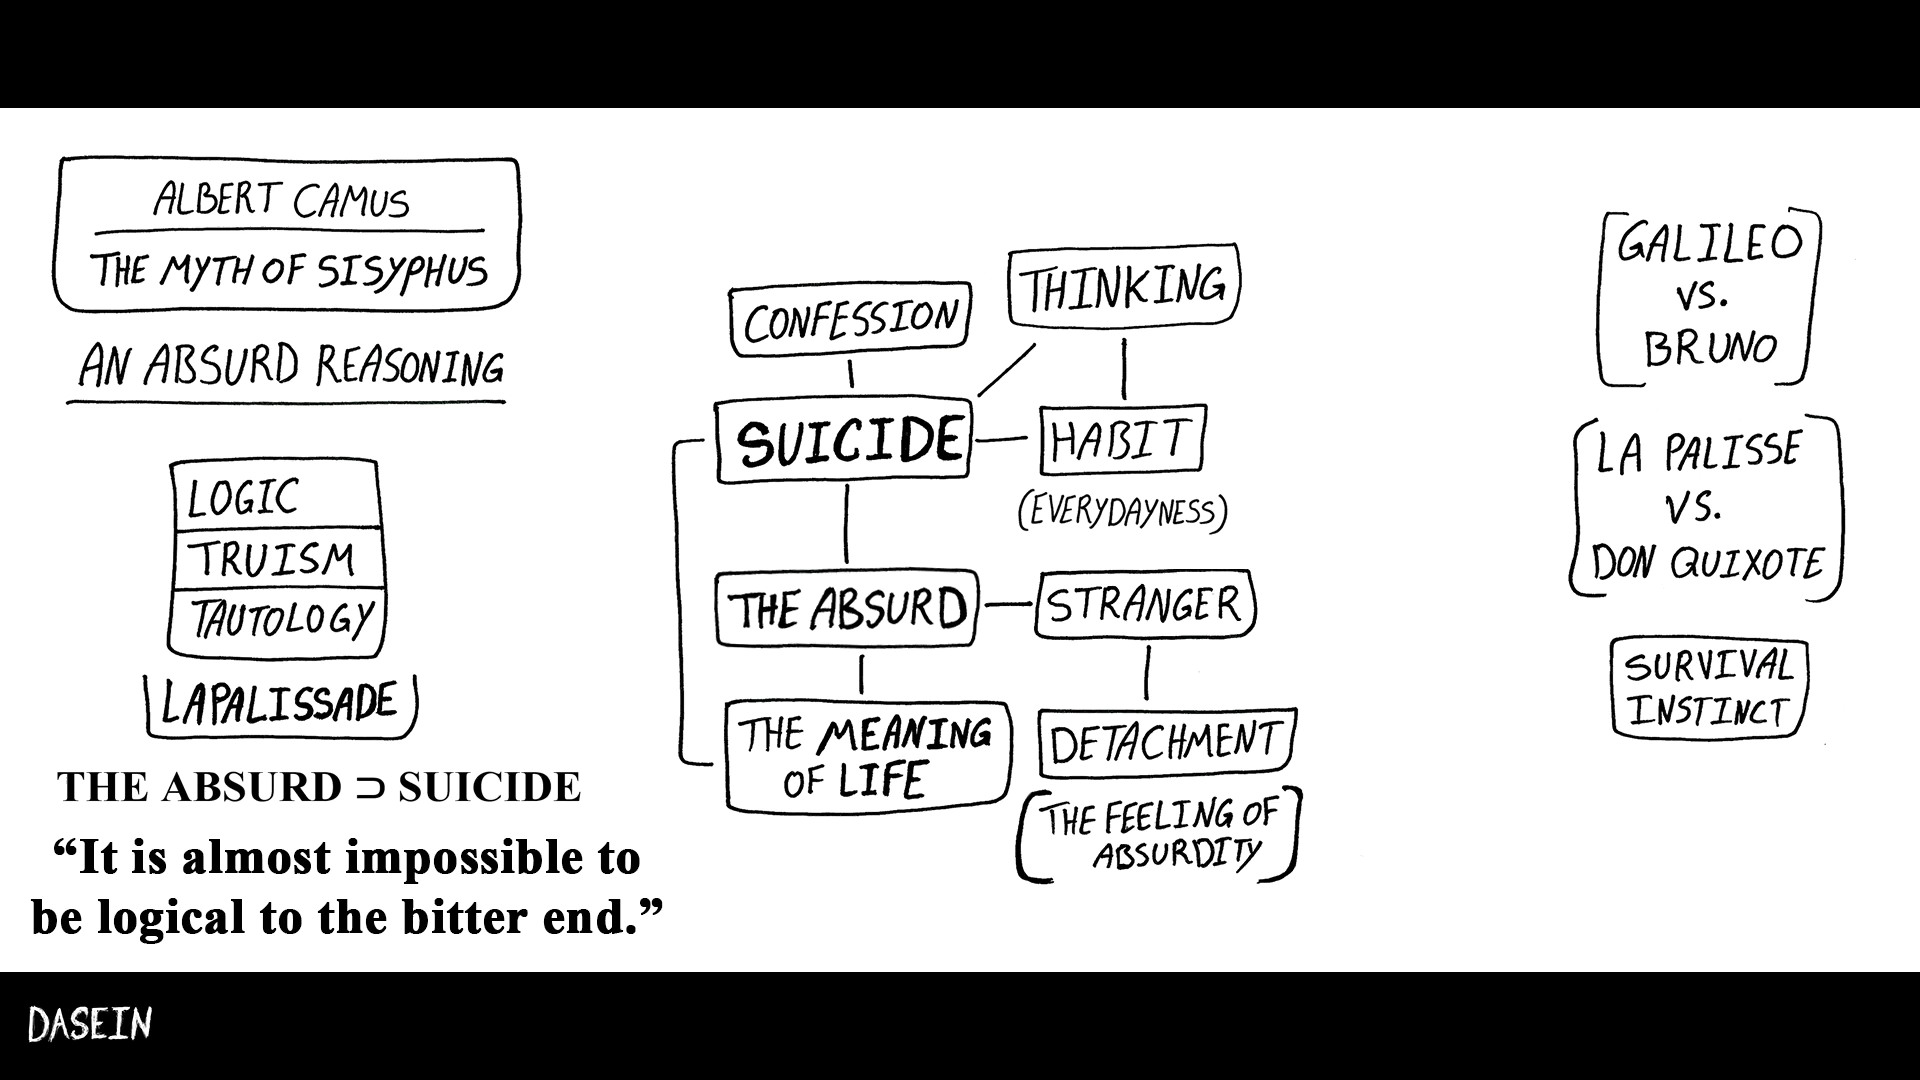 ALBERT CAMUS
THE MYTH OF SISYPHUS
AN ABSURD REASONING
LOGIC
TRUISM
TAUTOLOGY
LAPALISSADE
THE ABSURD ⊃ SUICIDE
“It is almost impossible to
be logical to the bitter end.”
CONFESSION
THINKING
SUICIDE
HABIT
(EVERYDAYNESS)
THE ABSURD
STRANGER
THE MEANING
OF LIFE
DETACHMENT
[THE FEELING OF
ABSURDITY]
[GALILEO
VS.
BRUNO]
[LA PALISSE
VS.
DON QUIXOTE]
SURVIVAL
INSTINCT
DASEIN